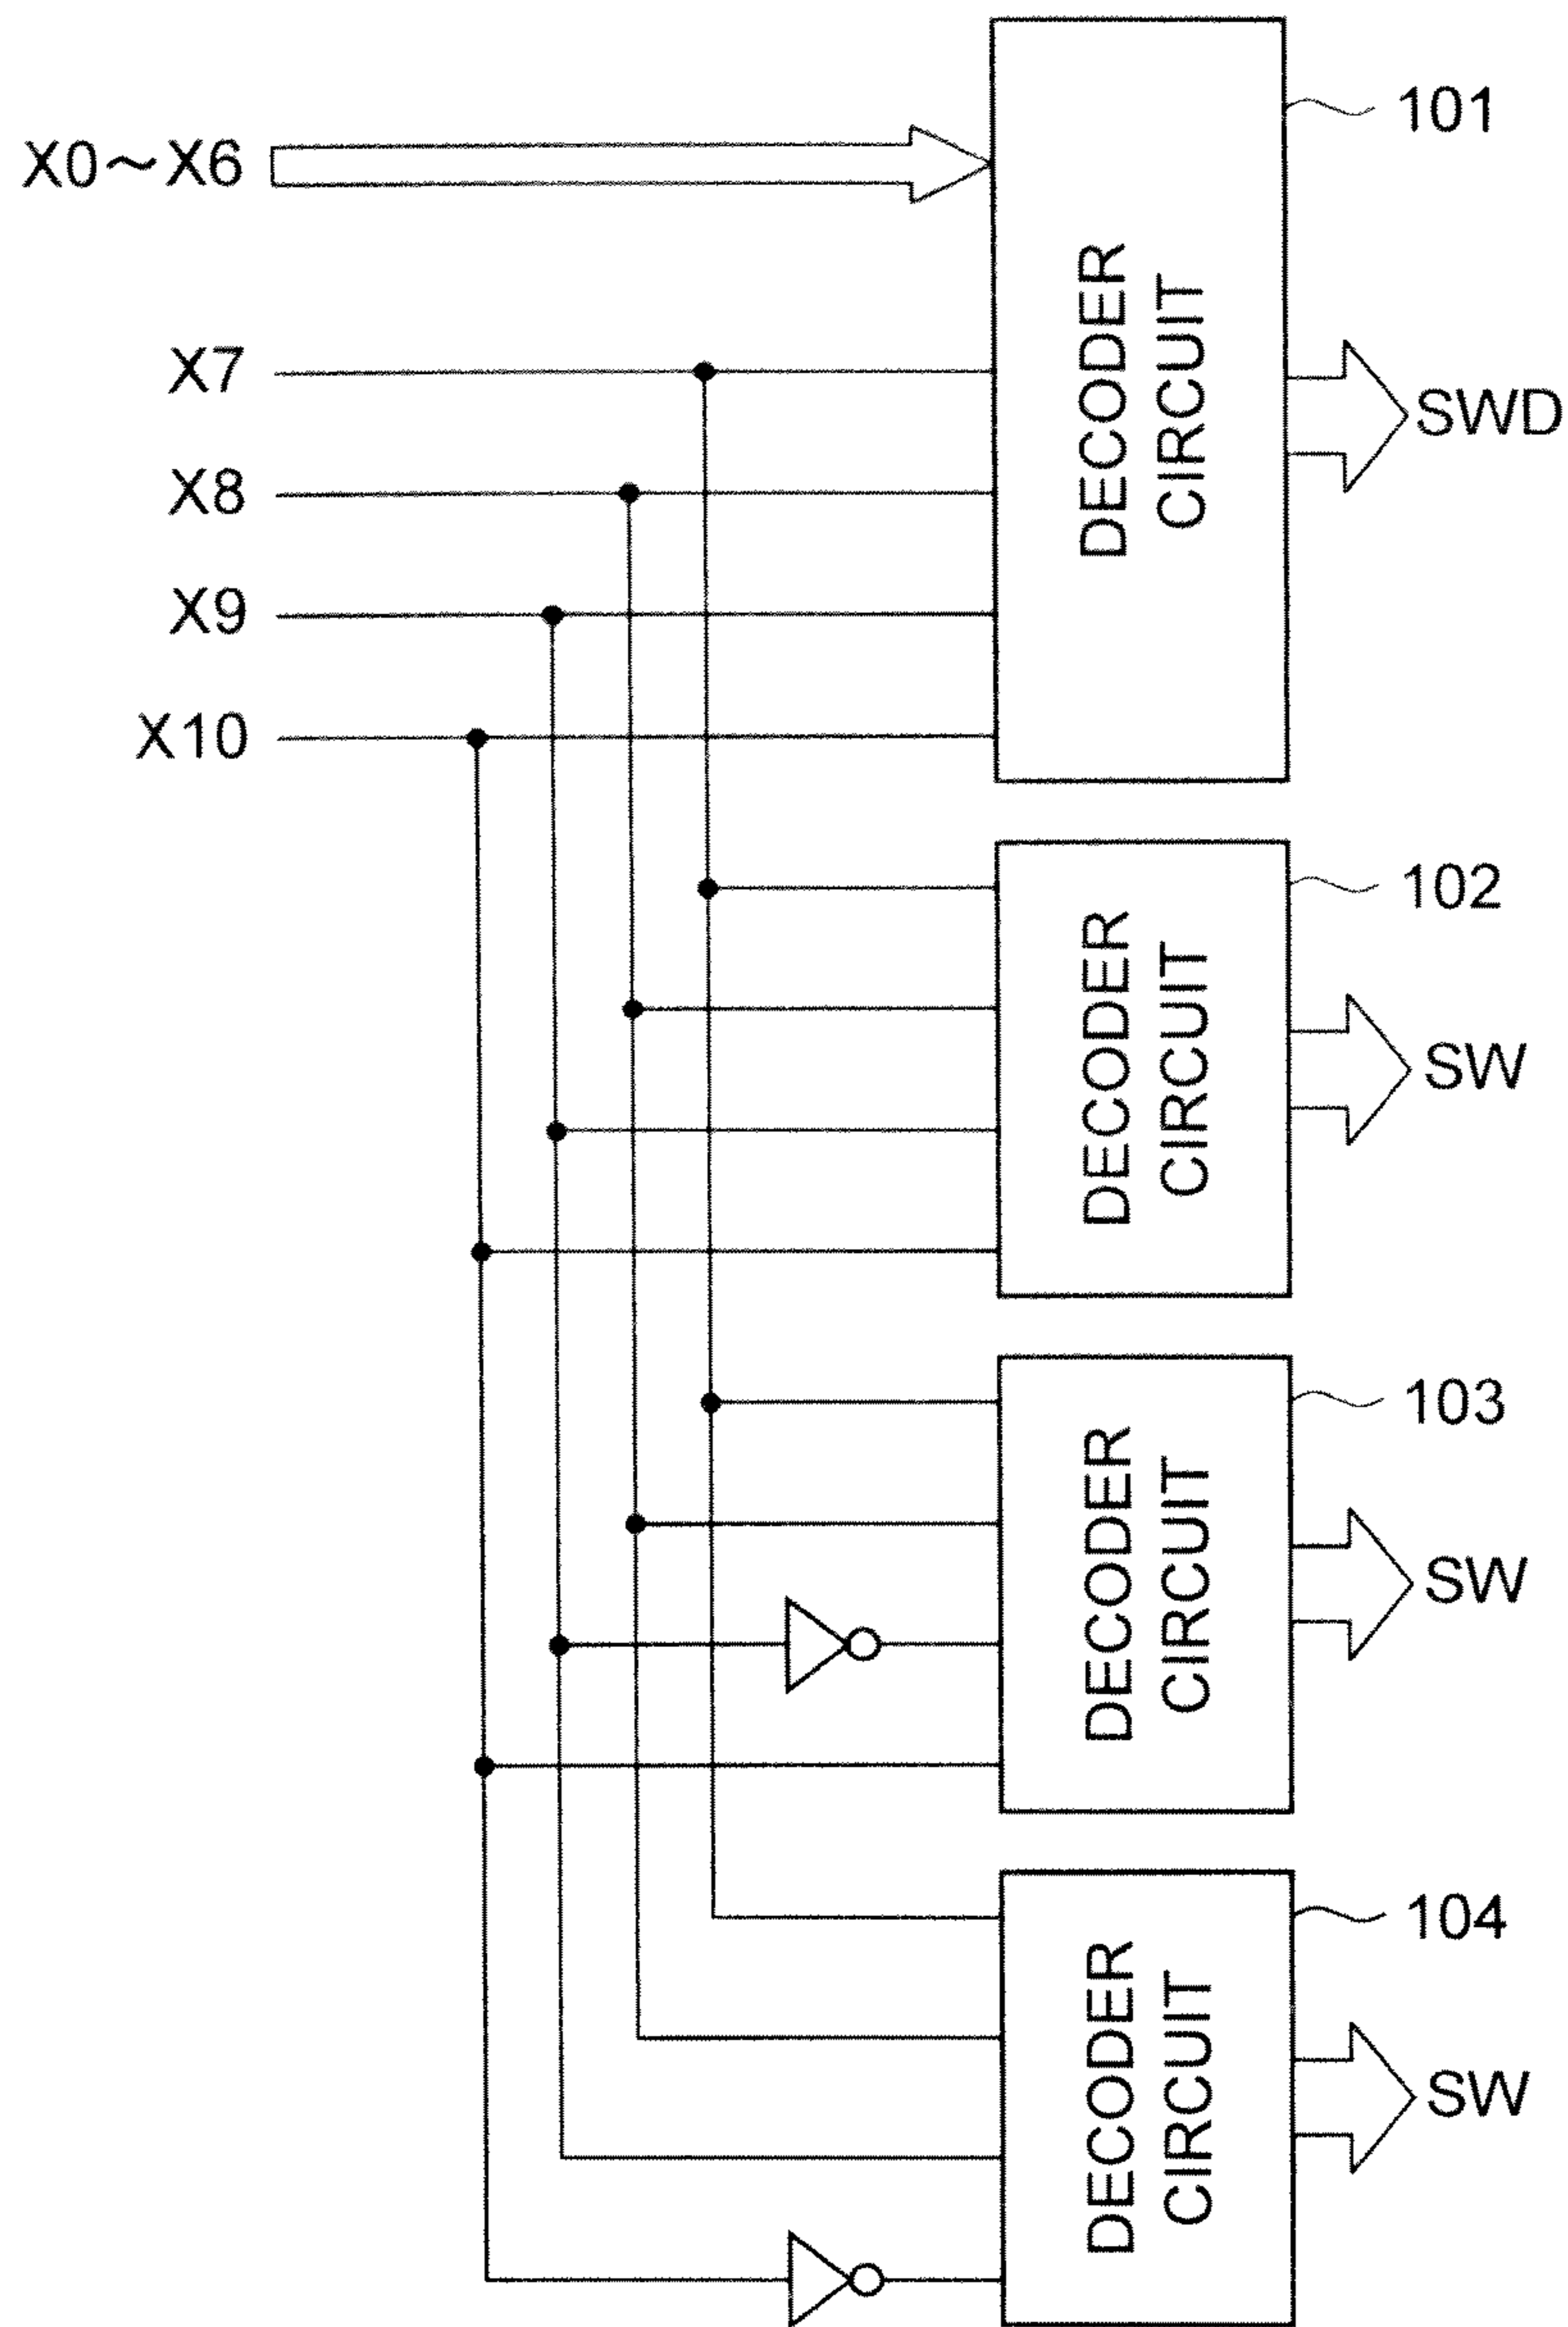 X0~X6
101
DECODER
CIRCUIT
X7
SWD
X8
X9
X10
102
DECODER
CIRCUIT
SW
103
DECODER
CIRCUIT
SW
104
DECODER
CIRCUIT
SW